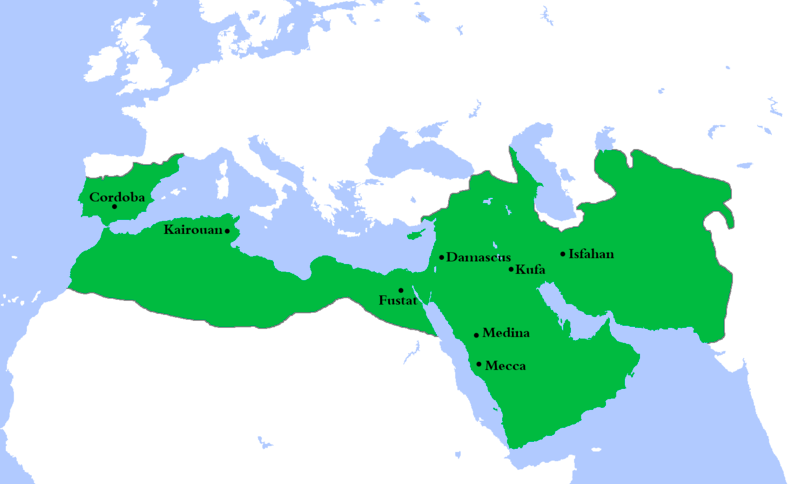 Cordoba
Kairouan
Damascus
Isfahan
Kufa
Fustat
Medina
Mecca